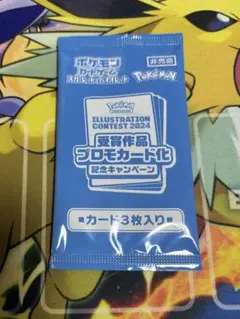 ポケモン
カードゲーム
スカーレット&バイオレット
非売品
Pokémon
Pokémon
ILLUSTRATION
CONTEST 2024
受賞作品
プロモカード化
記念キャンペーン
■カード3枚入り■